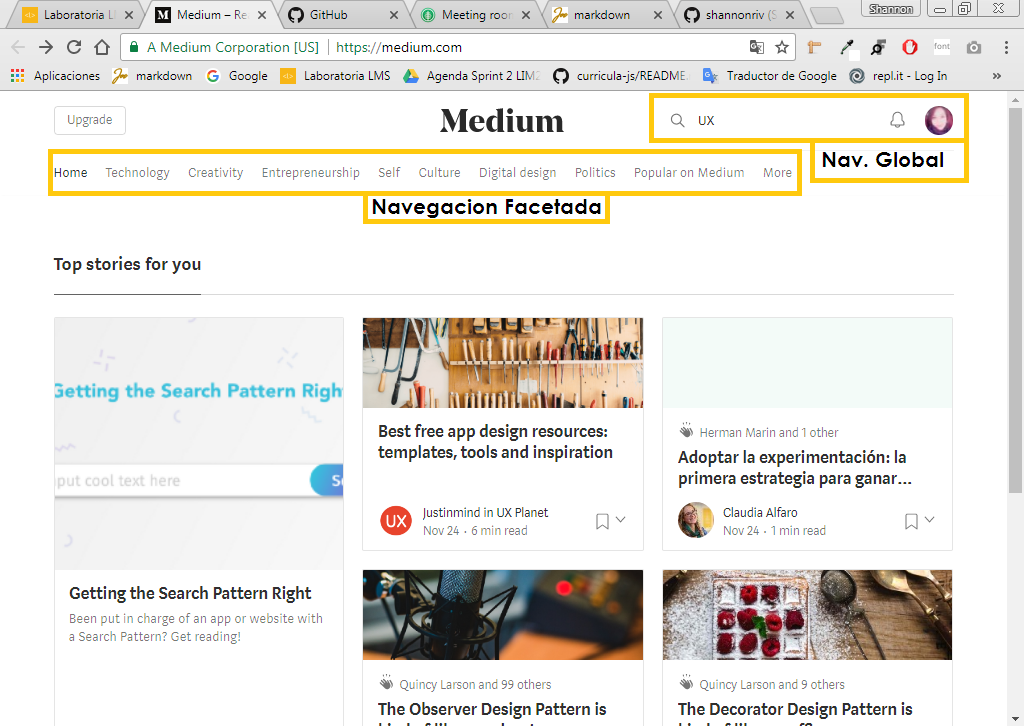 Laboratoria L
Medium – Re
GitHub
Meeting roo
markdown
shannonriv (S
Shannon
A Medium Corporation [US] | https://medium.com
Aplicaciones
markdown
Google
Laboratoria LMS
Agenda Sprint 2 LIM2
curricula-js/README.
Traductor de Google
repl.it - Log In
»
Upgrade
Medium
UX
Nav. Global
Home Technology Creativity Entrepreneurship Self Culture Digital design Politics Popular on Medium More
Navegacion Facetada
Top stories for you
Getting the Search Pattern Righ
put cool text here
S
Getting the Search Pattern Right
Been put in charge of an app or website with
a Search Pattern? Get reading!
Best free app design resources:
templates, tools and inspiration
UX
Justinmind in UX Planet
Nov 24 · 6 min read
Herman Marin and 1 other
Adoptar la experimentación: la
primera estrategia para ganar...
Claudia Alfaro
Nov 24 · 1 min read
Quincy Larson and 99 others
The Observer Design Pattern is
Quincy Larson and 9 others
The Decorator Design Pattern is